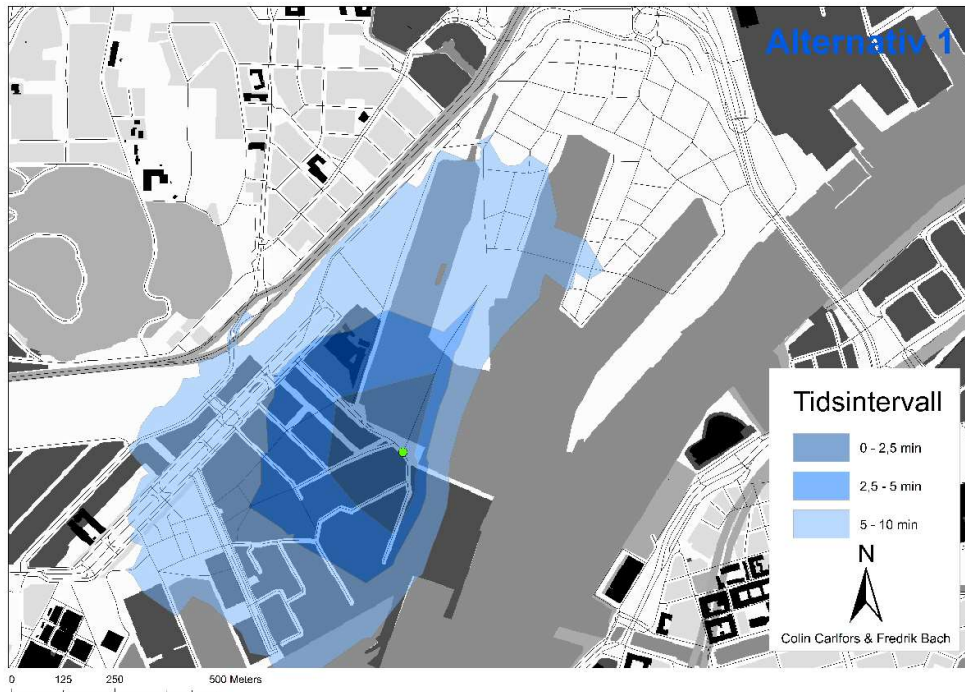 Alternativ 1
Tidsintervall
0 - 2,5 min
2,5 - 5 min
5 - 10 min
N
Colin Carlfors & Fredrik Bach
0 125 250 500 Meters